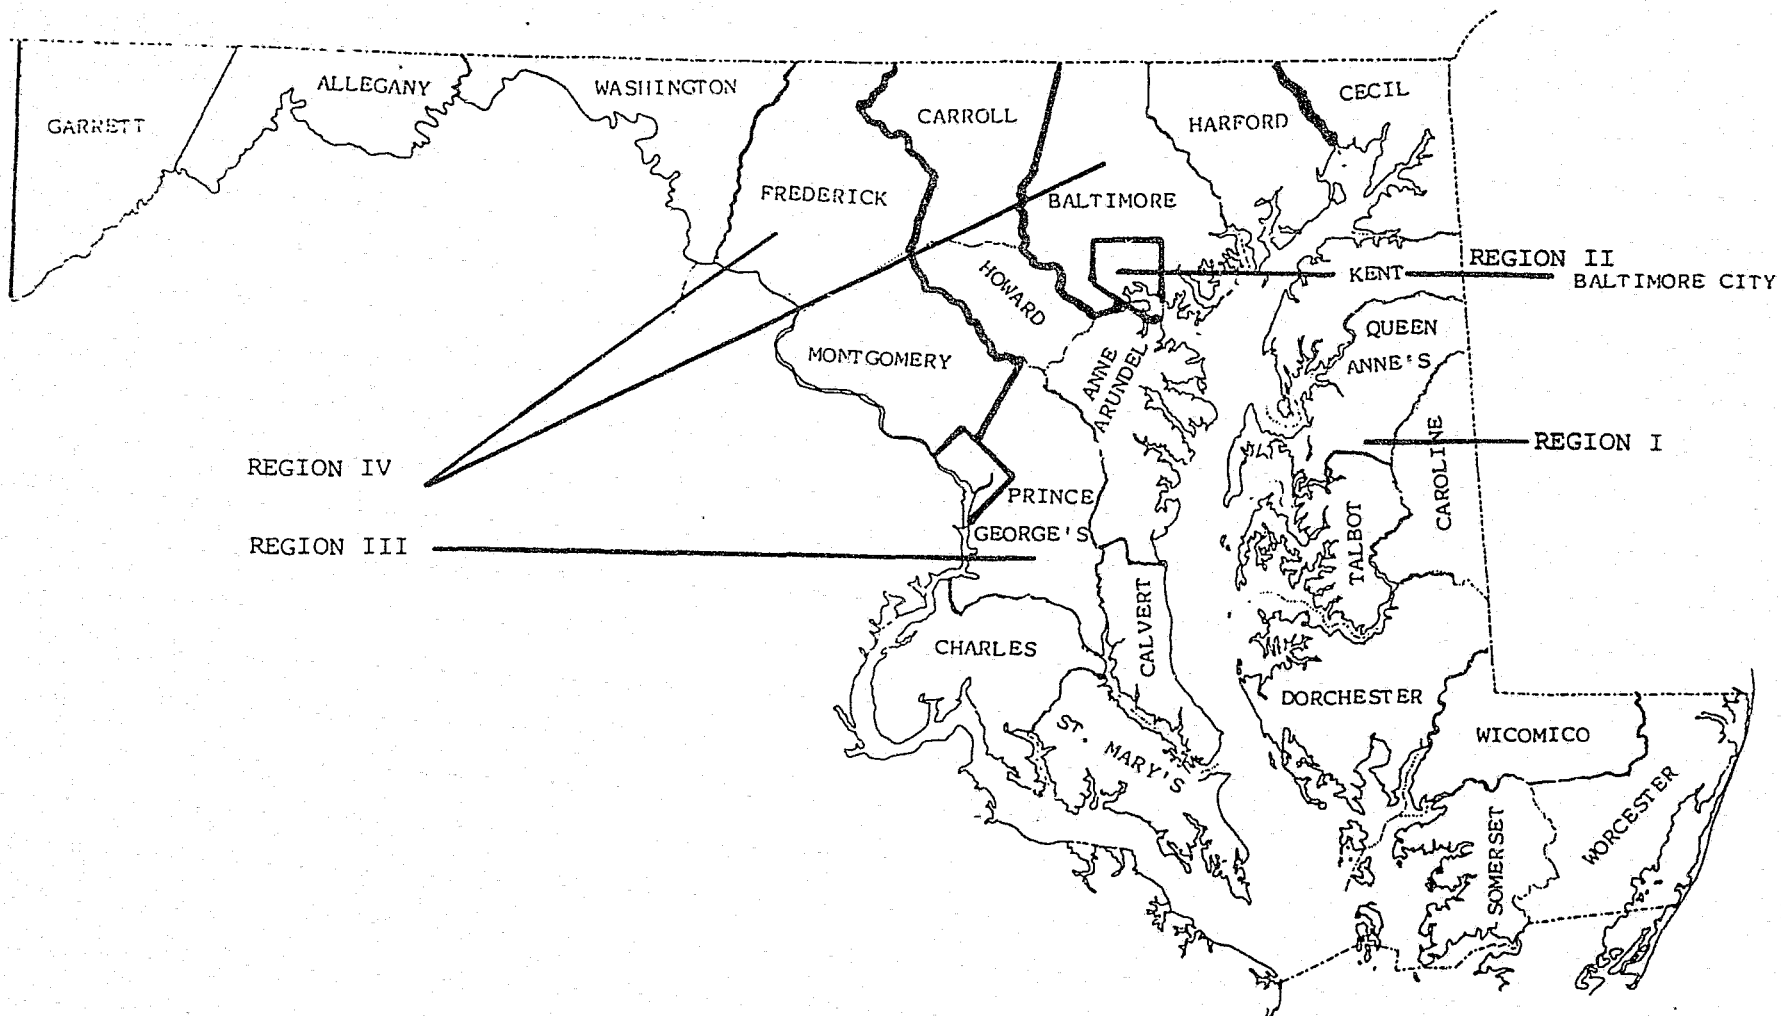 GARRETT
ALLEGANY
WASHINGTON
FREDERICK
CARROLL
BALTIMORE
HARFORD
CECIL
HOWARD
MONTGOMERY
ANNE
ARUNDEL
KENT
REGION II
BALTIMORE CITY
QUEEN
ANNE'S
CAROLINE
REGION I
TALBOT
REGION IV
PRINCE
GEORGE'S
REGION III
CALVERT
CHARLES
ST. MARY'S
DORCHESTER
WICOMICO
WORCESTER
SOMERSET